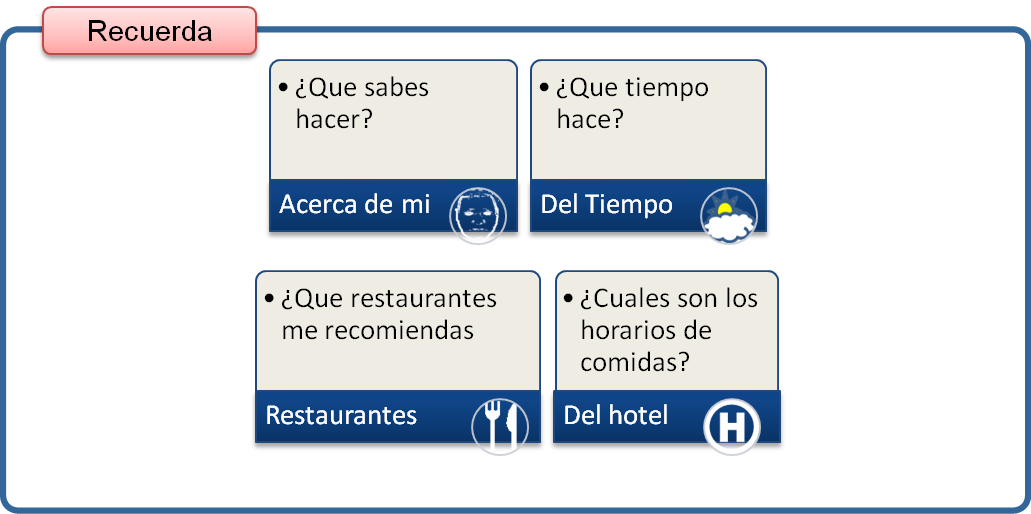 Recuerda
• ¿Que sabes
hacer?
Acerca de mi
• ¿Que tiempo
hace?
Del Tiempo
• ¿Que restaurantes
me recomiendas
Restaurantes
• ¿Cuales son los
horarios de
comidas?
Del hotel
H